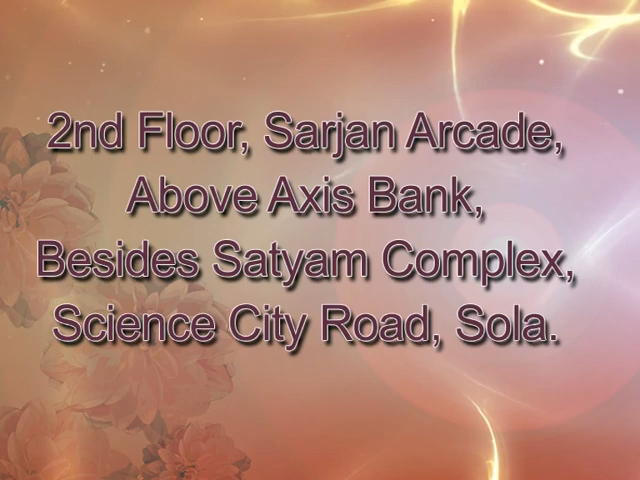 2nd Floor, Sarjan Arcade,
Above Axis Bank,
Besides Satyam Complex,
Science City Road, Sola.